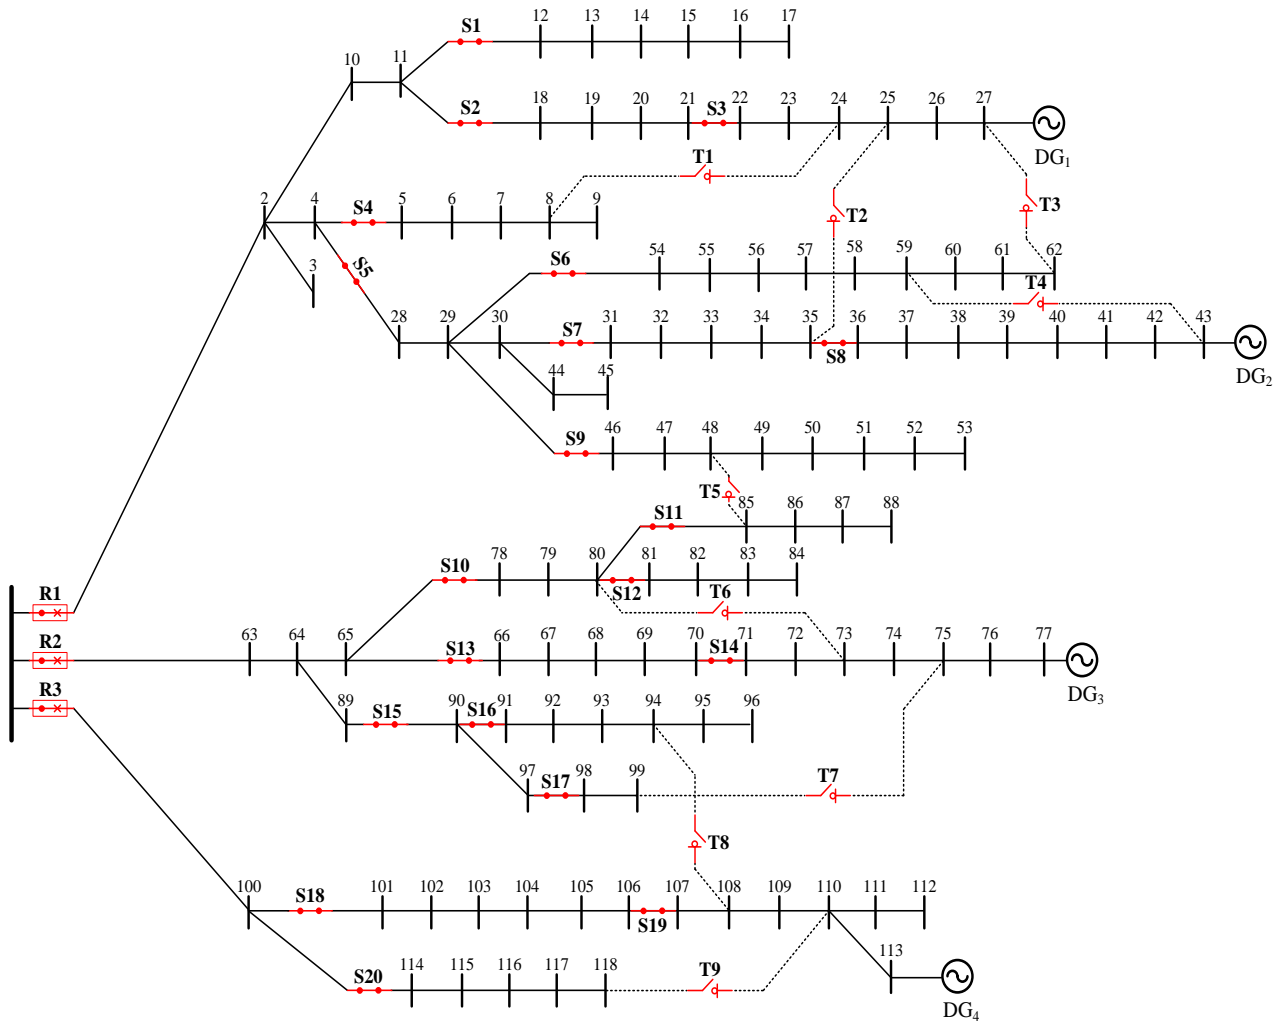 S1 12 13 14 15 16 17
10 11
S2 18 19 20 21 S3 22 23 24 25 26 27
DG₁
T1
2 4 S4 5 6 7 8 9
T2 T3
3 S5
S6 54 55 56 57 58 59 60 61 62
T4
28 29 30 S7 31 32 33 34 35 36 37 38 39 40 41 42 43
S8
DG₂
44 45
S9 46 47 48 49 50 51 52 53
T5
S11 85 86 87 88
S10 78 79 80 81 82 83 84
S12 T6
R1
R2 63 64 65 S13 66 67 68 69 70 S14 71 72 73 74 75 76 77
DG₃
R3
89 S15 90 S16 91 92 93 94 95 96
97 S17 98 99 T7
T8
100 S18 101 102 103 104 105 106 107 108 109 110 111 112
S19
113
S20 114 115 116 117 118 T9
DG₄